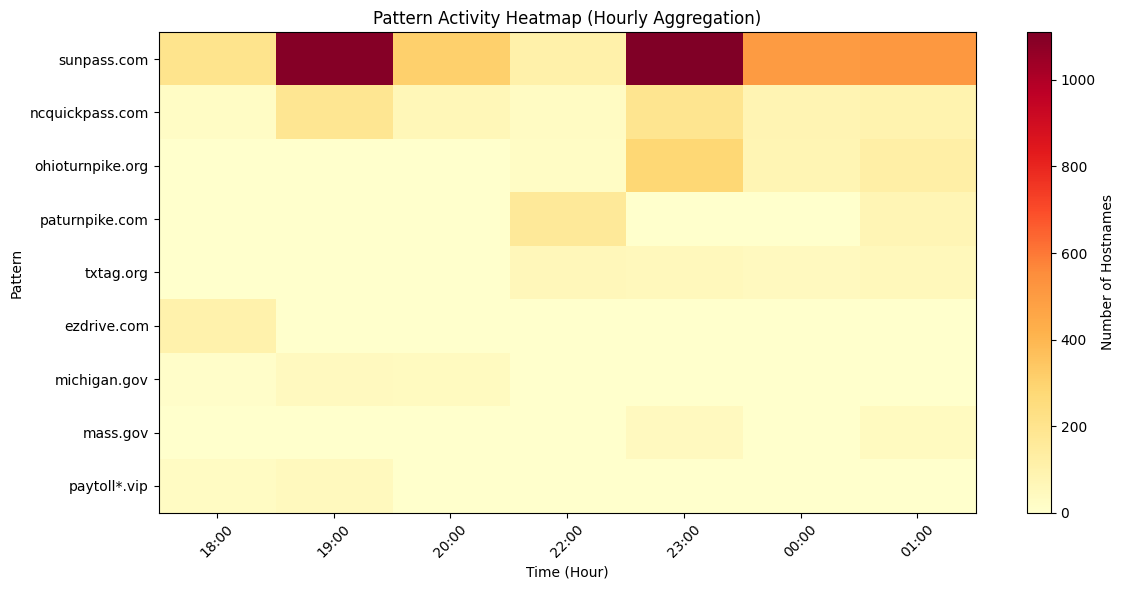 Pattern Activity Heatmap (Hourly Aggregation)
Pattern
sunpass.com
ncquickpass.com
ohioturnpike.org
paturnpike.com
txtag.org
ezdrive.com
michigan.gov
mass.gov
paytoll*.vip
18:00
19:00
20:00
22:00
23:00
00:00
01:00
Time (Hour)
1000
800
600
400
200
0
Number of Hostnames